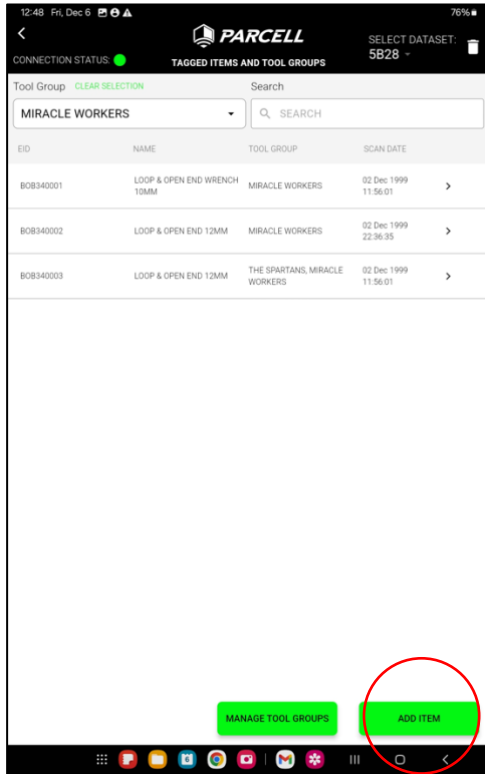 12:48 Fri, Dec 6 76%
PARCELL
SELECT DATASET:
5B28
CONNECTION STATUS:
TAGGED ITEMS AND TOOL GROUPS
Tool Group CLEAR SELECTION Search
MIRACLE WORKERS SEARCH
EID NAME TOOL GROUP SCAN DATE
BOB340001 LOOP & OPEN END WRENCH 10MM MIRACLE WORKERS 02 Dec 1999 11:56:01
BOB340002 LOOP & OPEN END 12MM MIRACLE WORKERS 02 Dec 1999 22:36:35
BOB340003 LOOP & OPEN END 12MM THE SPARTANS, MIRACLE WORKERS 02 Dec 1999 11:56:01
MANAGE TOOL GROUPS ADD ITEM
6